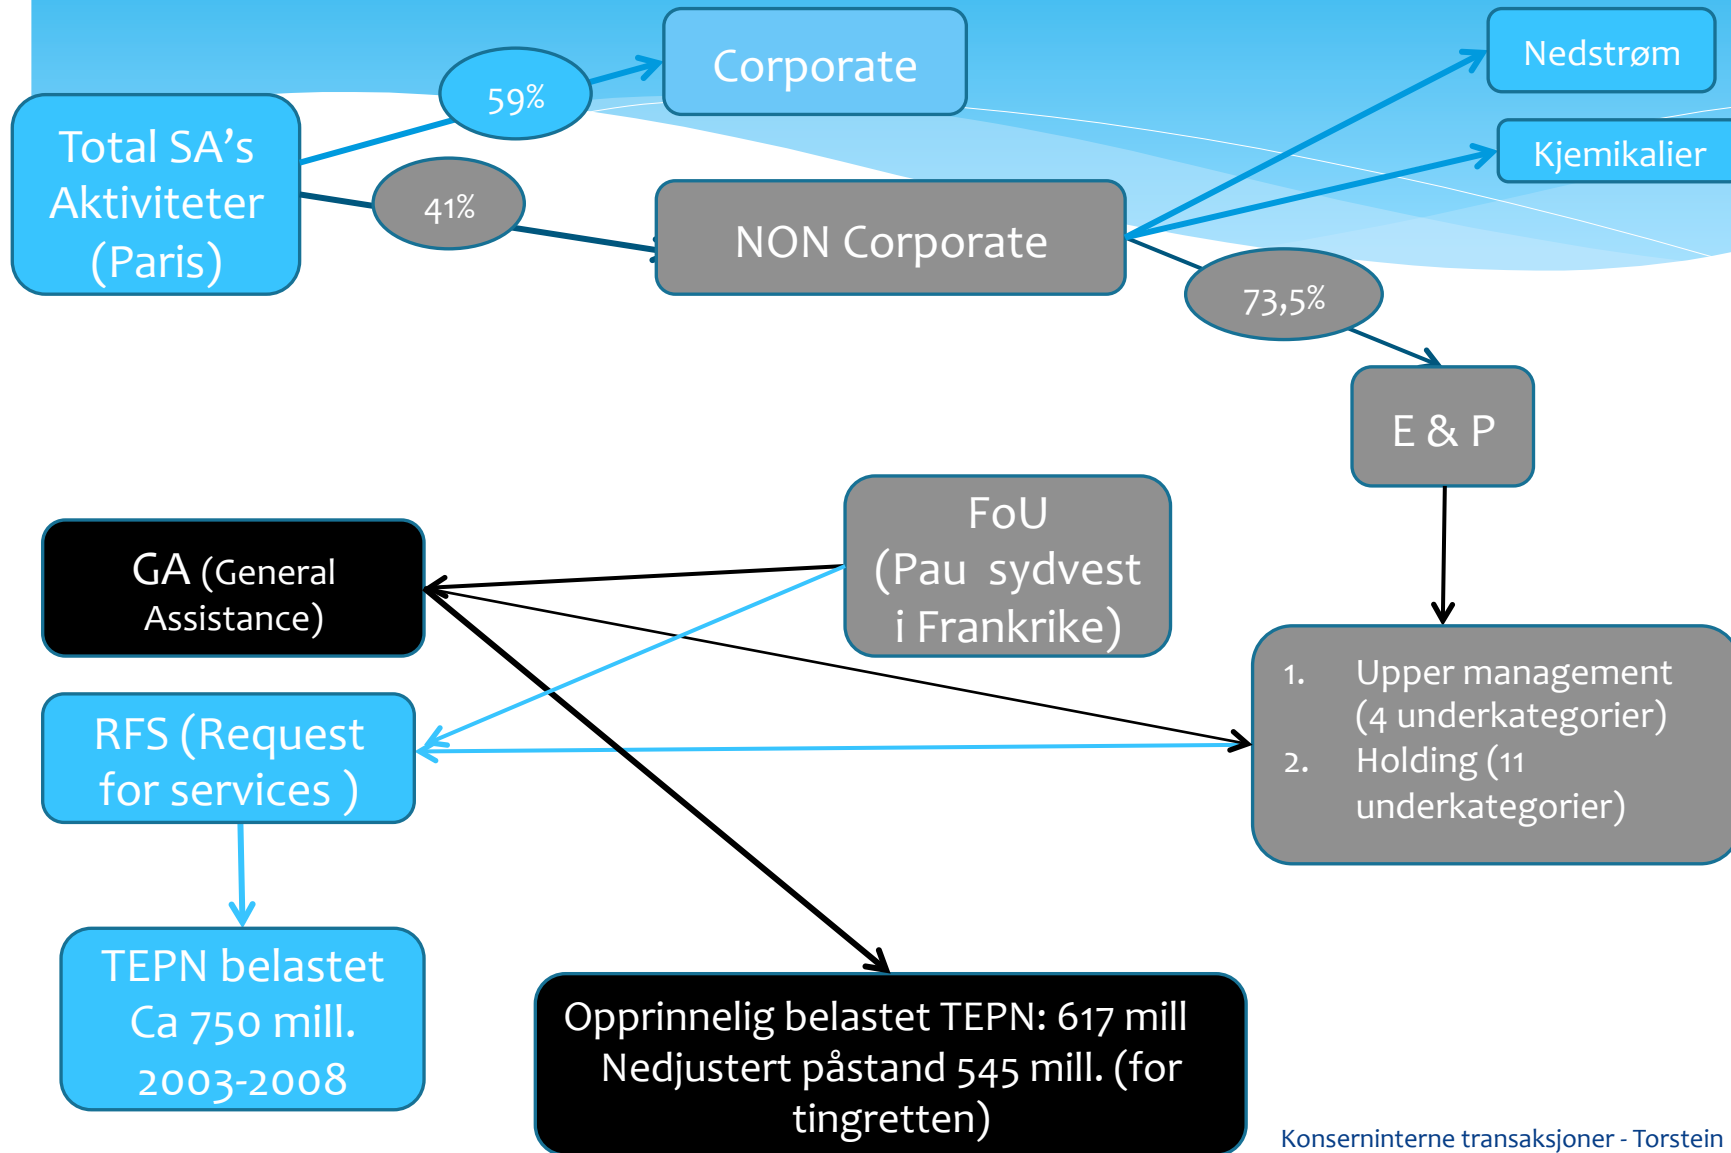 Corporate
Nedstrøm
59%
Total SA’s
Aktiviteter
(Paris)
Kjemikalier
41%
NON Corporate
73,5%
E & P
FoU
(Pau sydvest
i Frankrike)
GA (General
Assistance)
1. Upper management
(4 underkategorier)
2. Holding (11
underkategorier)
RFS (Request
for services )
TEPN belastet
Ca 750 mill.
2003-2008
Opprinnelig belastet TEPN: 617 mill
Nedjustert påstand 545 mill. (for
tingretten)
Konserninterne transaksjoner - Torstein